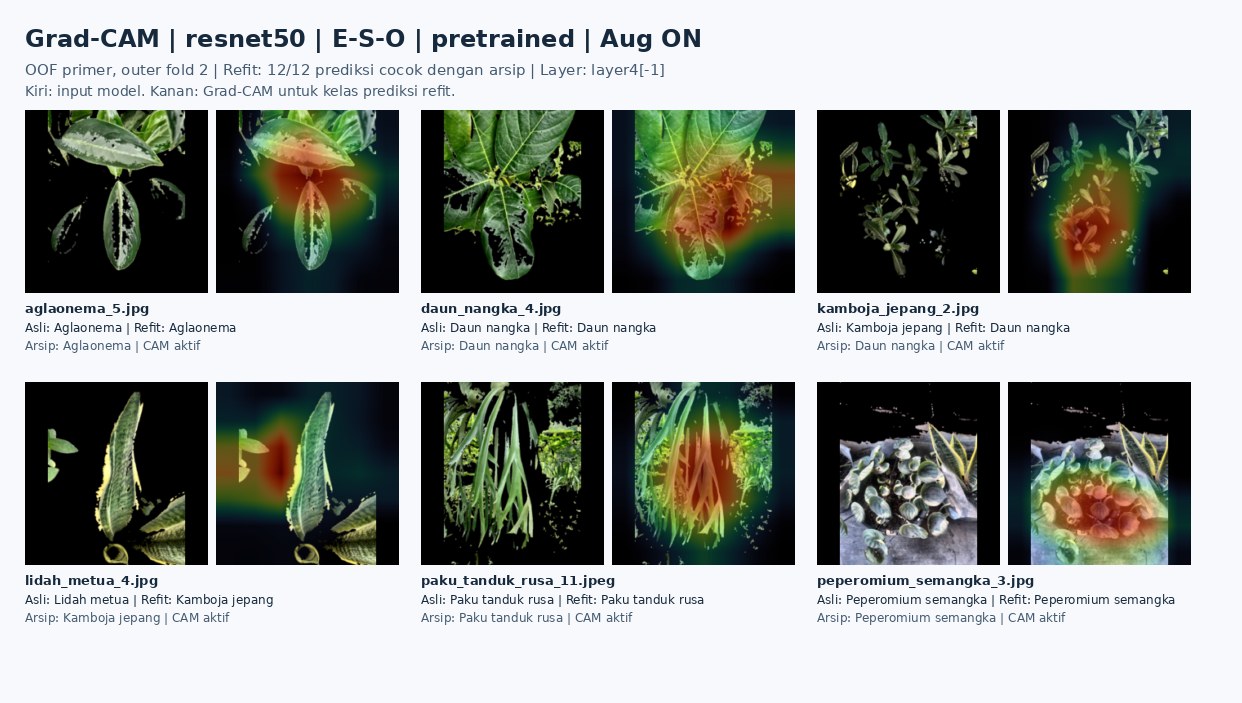 Grad-CAM | resnet50 | E-S-O | pretrained | Aug ON
OOF primer, outer fold 2 | Refit: 12/12 prediksi cocok dengan arsip | Layer: layer4[-1]
Kiri: input model. Kanan: Grad-CAM untuk kelas prediksi refit.
aglaonema_5.jpg
Asli: Aglaonema | Refit: Aglaonema
Arsip: Aglaonema | CAM aktif
daun_nangka_4.jpg
Asli: Daun nangka | Refit: Daun nangka
Arsip: Daun nangka | CAM aktif
kamboja_jepang_2.jpg
Asli: Kamboja jepang | Refit: Daun nangka
Arsip: Daun nangka | CAM aktif
lidah_metua_4.jpg
Asli: Lidah metua | Refit: Kamboja jepang
Arsip: Kamboja jepang | CAM aktif
paku_tanduk_rusa_11.jpeg
Asli: Paku tanduk rusa | Refit: Paku tanduk rusa
Arsip: Paku tanduk rusa | CAM aktif
peperomium_semangka_3.jpg
Asli: Peperomium semangka | Refit: Peperomium semangka
Arsip: Peperomium semangka | CAM aktif